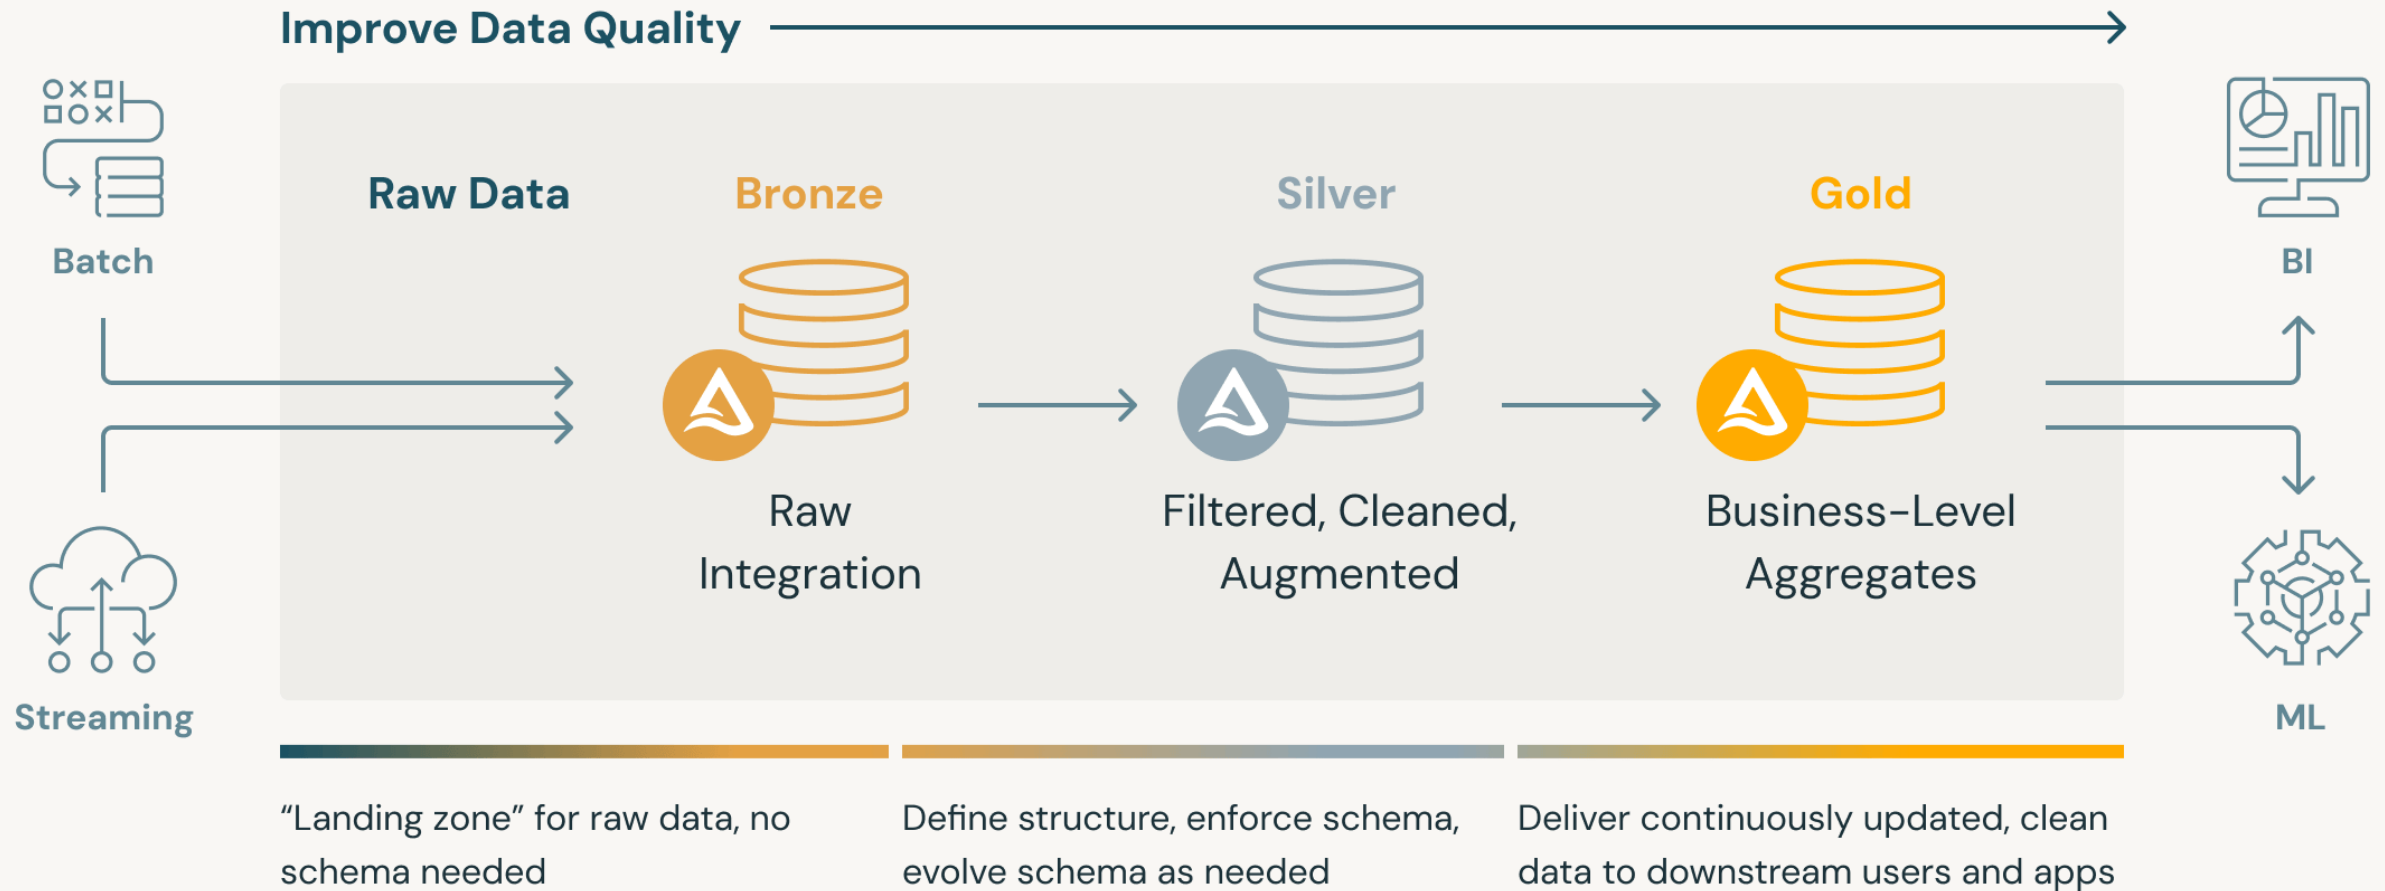 Improve Data Quality
Batch
Streaming
Raw Data
Bronze
Raw
Integration
Silver
Filtered, Cleaned,
Augmented
Gold
Business-Level
Aggregates
BI
ML
“Landing zone” for raw data, no
schema needed
Define structure, enforce schema,
evolve schema as needed
Deliver continuously updated, clean
data to downstream users and apps